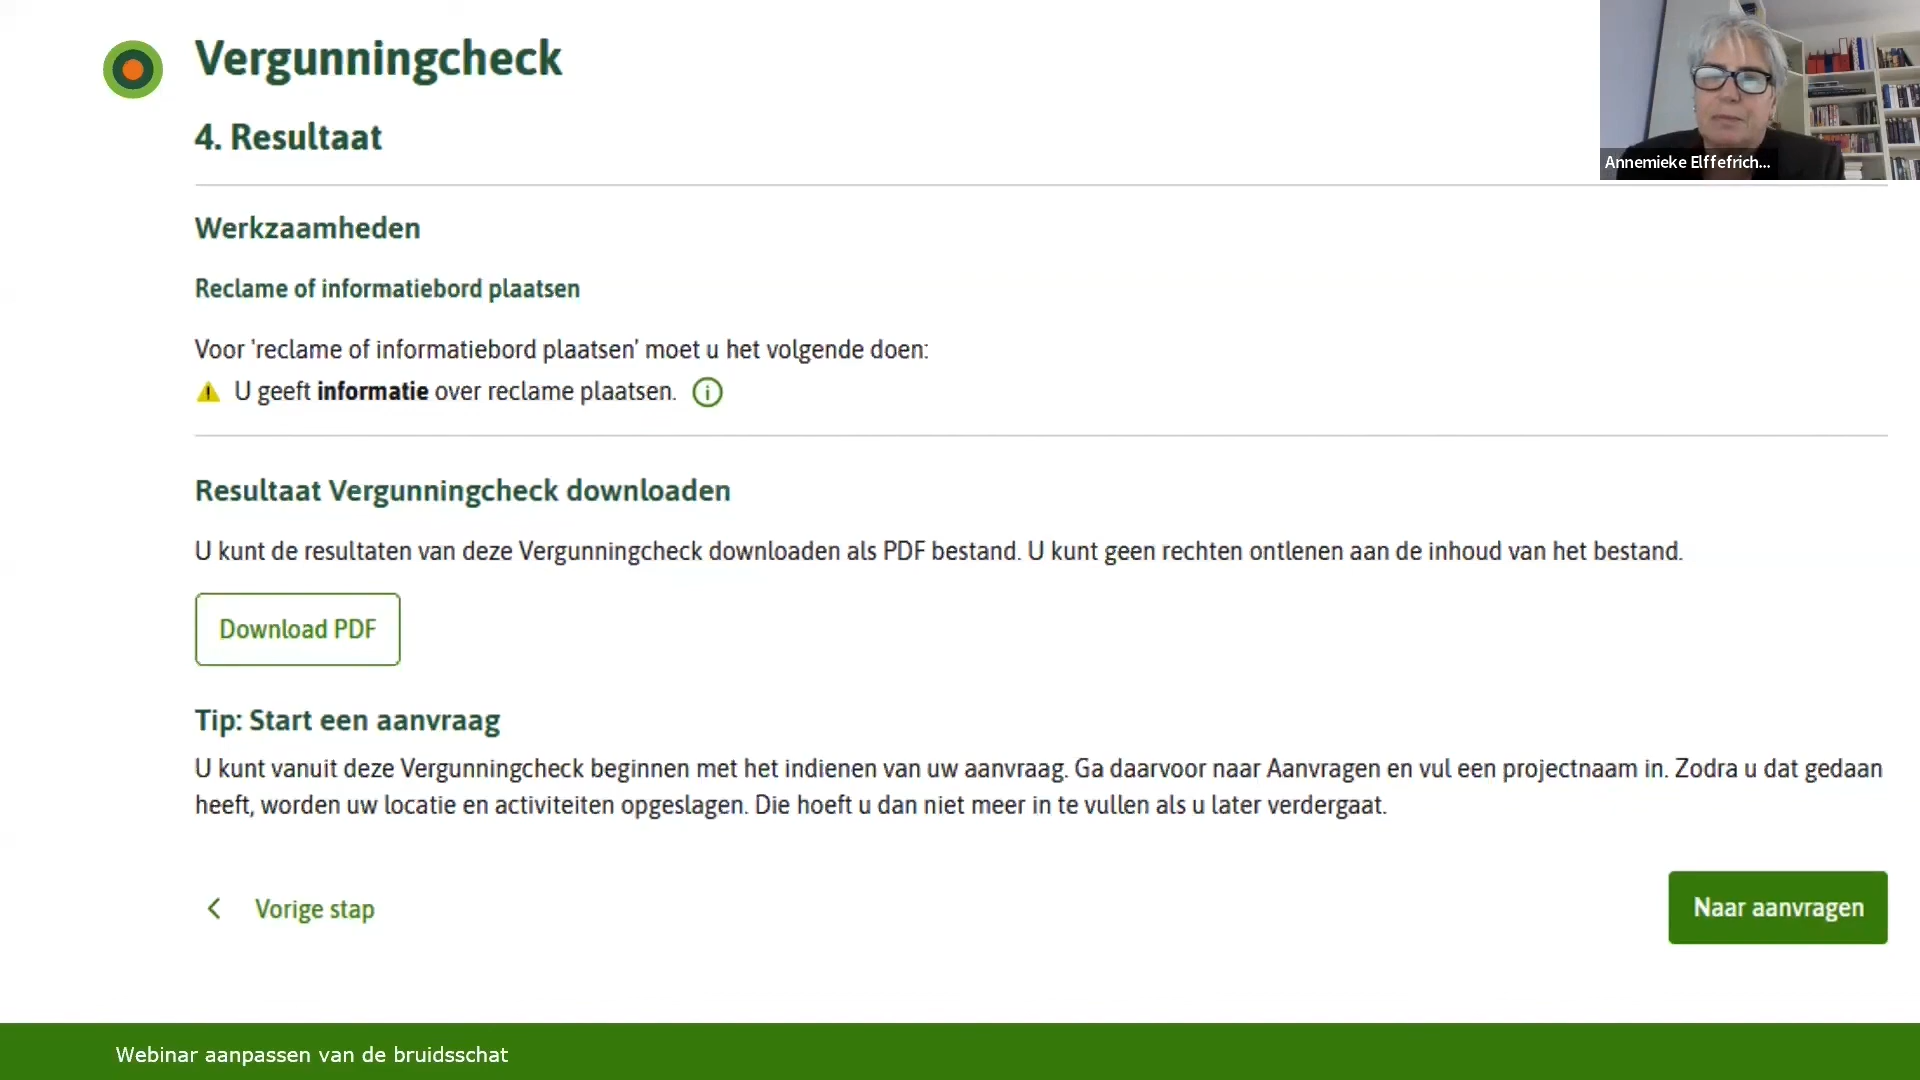 Vergunningcheck
4. Resultaat
Annemieke Elffefrich...
Werkzaamheden
Reclame of informatiebord plaatsen
Voor 'reclame of informatiebord plaatsen' moet u het volgende doen:
U geeft informatie over reclame plaatsen.
Resultaat Vergunningcheck downloaden
U kunt de resultaten van deze Vergunningcheck downloaden als PDF bestand. U kunt geen rechten ontlenen aan de inhoud van het bestand.
Download PDF
Tip: Start een aanvraag
U kunt vanuit deze Vergunningcheck beginnen met het indienen van uw aanvraag. Ga daarvoor naar Aanvragen en vul een projectnaam in. Zodra u dat gedaan
heeft, worden uw locatie en activiteiten opgeslagen. Die hoeft u dan niet meer in te vullen als u later verdergaat.
Vorige stap
Naar aanvragen
Webinar aanpassen van de bruidsschat